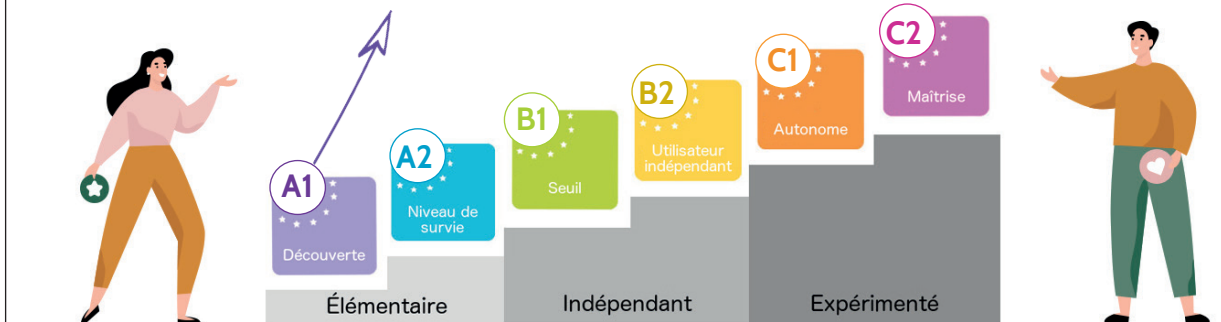 A1
Découverte
A2
Niveau de
survie
B1
Seuil
B2
Utilisateur
indépendant
C1
Autonome
C2
Maîtrise
Élémentaire
Indépendant
Expérimenté